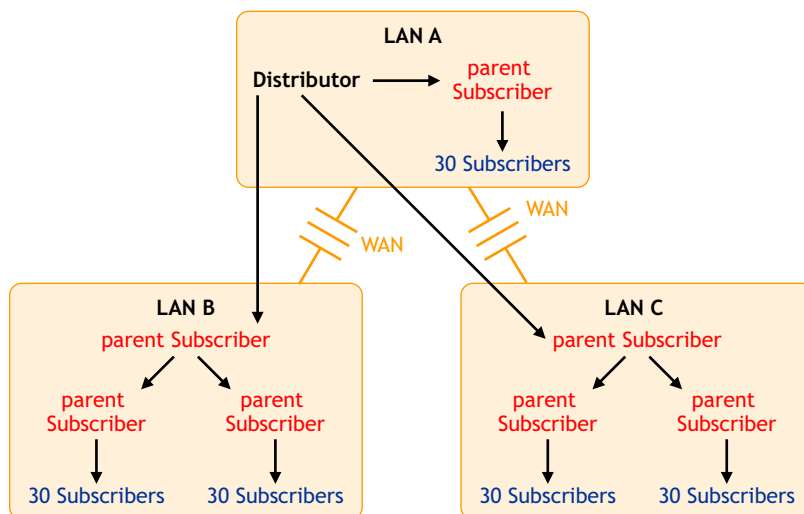 LAN A
Distributor
parent
Subscriber
30 Subscribers
WAN
WAN
LAN B
parent Subscriber
parent
Subscriber
parent
Subscriber
30 Subscribers
30 Subscribers
LAN C
parent Subscriber
parent
Subscriber
parent
Subscriber
30 Subscribers
30 Subscribers